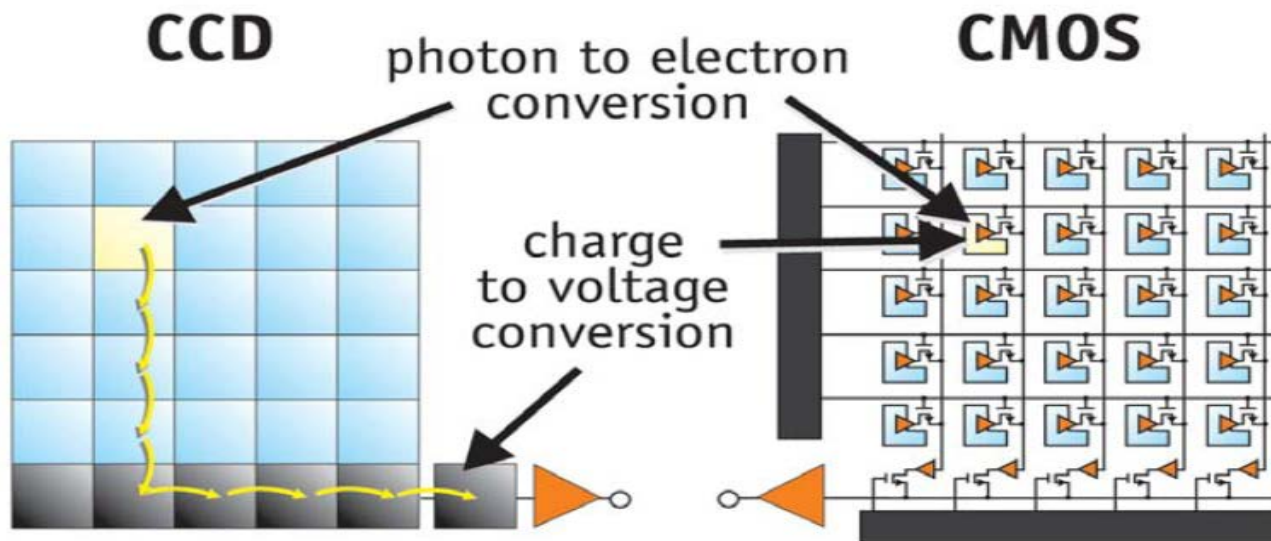 CCD
CMOS
photon to electron
conversion
charge
to voltage
conversion